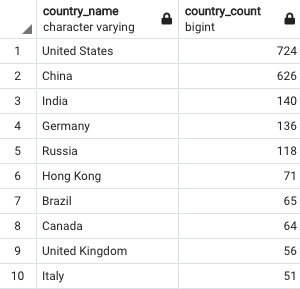 country_name country_count
character varying bigint
1 United States 724
2 China 626
3 India 140
4 Germany 136
5 Russia 118
6 Hong Kong 71
7 Brazil 65
8 Canada 64
9 United Kingdom 56
10 Italy 51